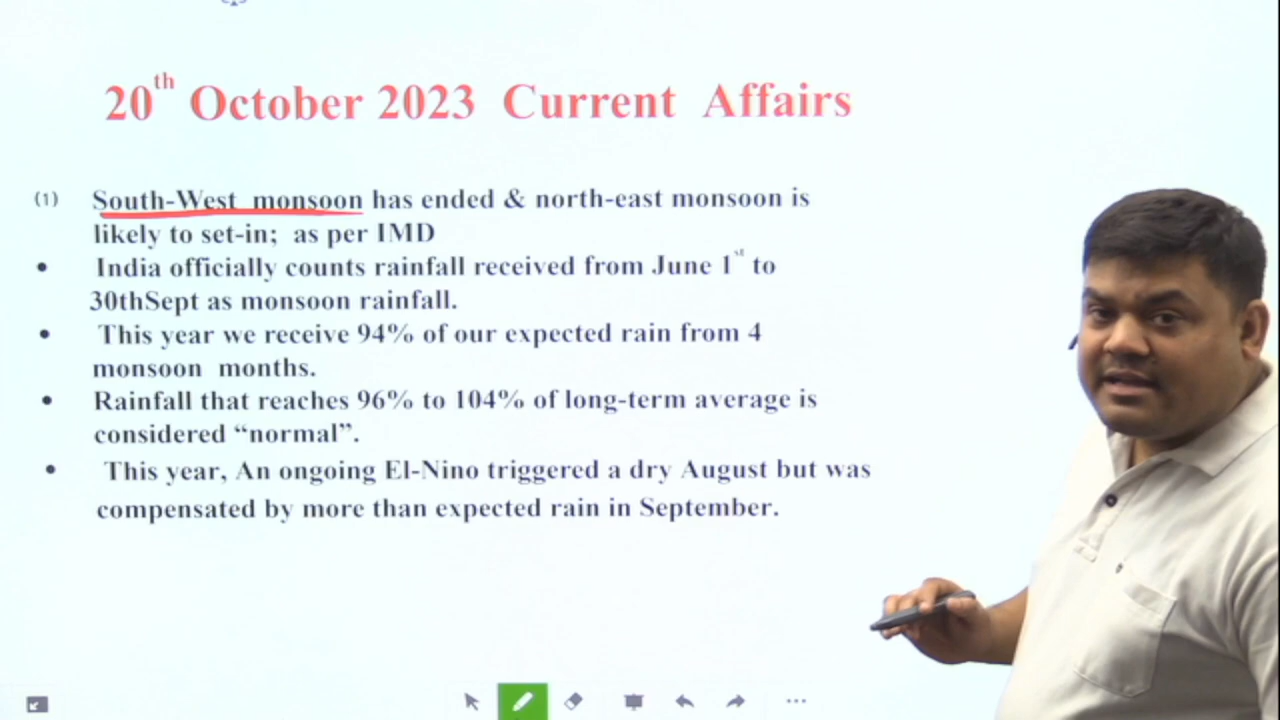 20th October 2023 Current Affairs
(1) South-West monsoon has ended & north-east monsoon is
likely to set-in; as per IMD
• India officially counts rainfall received from June 1st to
30thSept as monsoon rainfall.
• This year we receive 94% of our expected rain from 4
monsoon months.
• Rainfall that reaches 96% to 104% of long-term average is
considered “normal”.
• This year, An ongoing El-Nino triggered a dry August but was
compensated by more than expected rain in September.